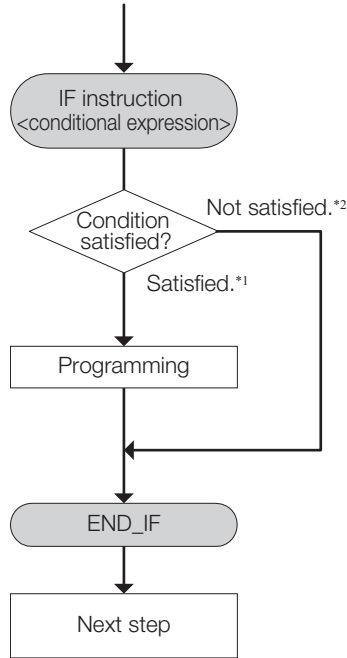 IF instruction
<conditional expression>
Condition
satisfied?
Not satisfied.*2
Satisfied.*1
Programming
END_IF
Next step